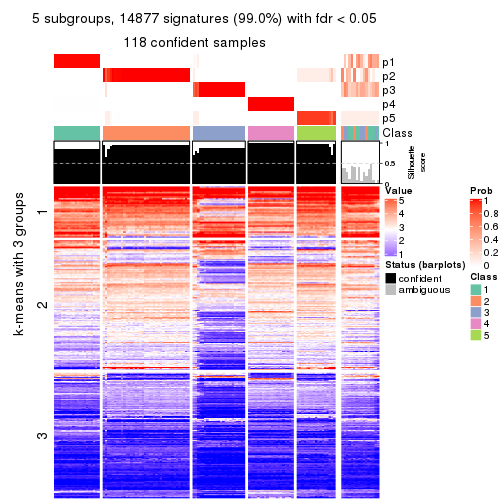 5 subgroups, 14877 signatures (99.0%) with fdr < 0.05
118 confident samples
p1
p2
p3
p4
p5
Class
1
0.5
0
Silhouette
score
k-means with 3 groups
1
2
3
Value
5
4
3
2
1
Status (barplots)
confident
ambiguous
Prob
1
0.8
0.6
0.4
0.2
0
Class
1
2
3
4
5